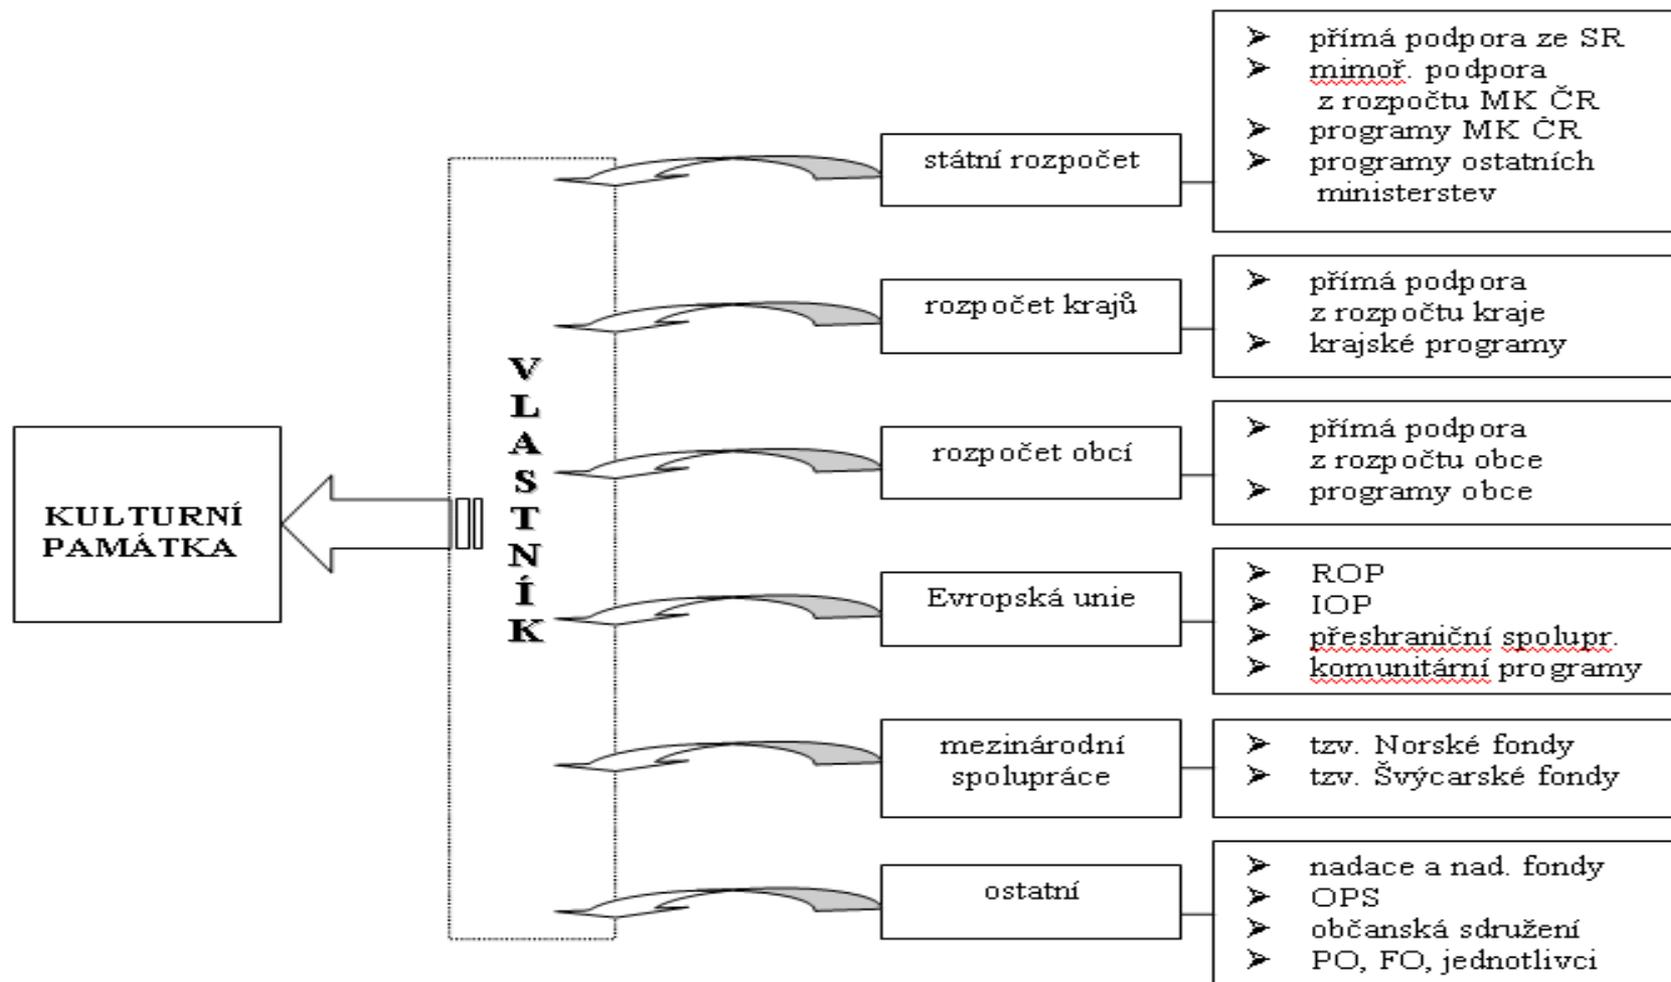 KULTURNÍ
PAMÁTKA
VLASTNÍK
státní rozpočet
přímá podpora ze SR
mimoř. podpora
z rozpočtu MK ČR
programy MK ČR
programy ostatních
ministerstev
rozpočet krajů
přímá podpora
z rozpočtu kraje
krajské programy
rozpočet obcí
přímá podpora
z rozpočtu obce
programy obce
Evropská unie
ROP
IOP
přeshraniční spolupr.
komunitární programy
mezinárodní
spolupráce
tzv. Norské fondy
tzv. Švýcarské fondy
ostatní
nadace a nad. fondy
OPS
občanská sdružení
PO, FO, jednotlivci